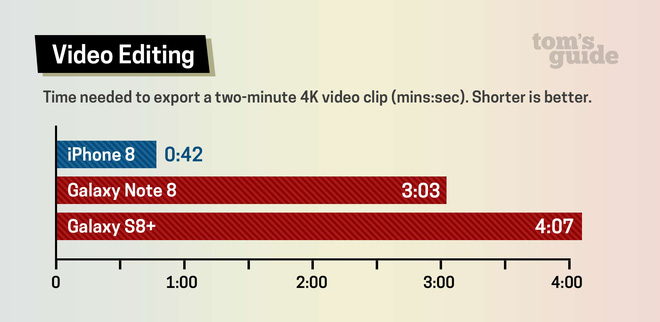 Video Editing
tom's
guide
Time needed to export a two-minute 4K video clip (mins:sec). Shorter is better.
iPhone 8 0:42
Galaxy Note 8 3:03
Galaxy S8+ 4:07
0 1:00 2:00 3:00 4:00